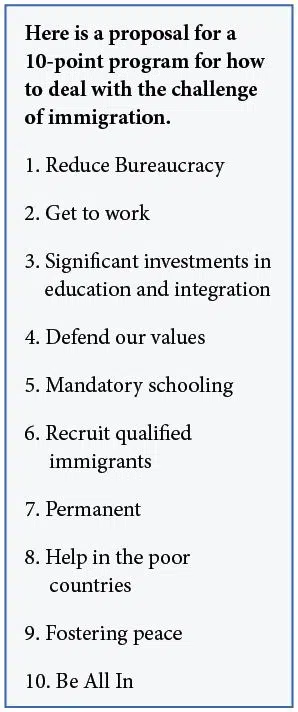 Here is a proposal for a
10-point program for how
to deal with the challenge
of immigration.
1. Reduce Bureaucracy
2. Get to work
3. Significant investments in
education and integration
4. Defend our values
5. Mandatory schooling
6. Recruit qualified
immigrants
7. Permanent
8. Help in the poor
countries
9. Fostering peace
10. Be All In